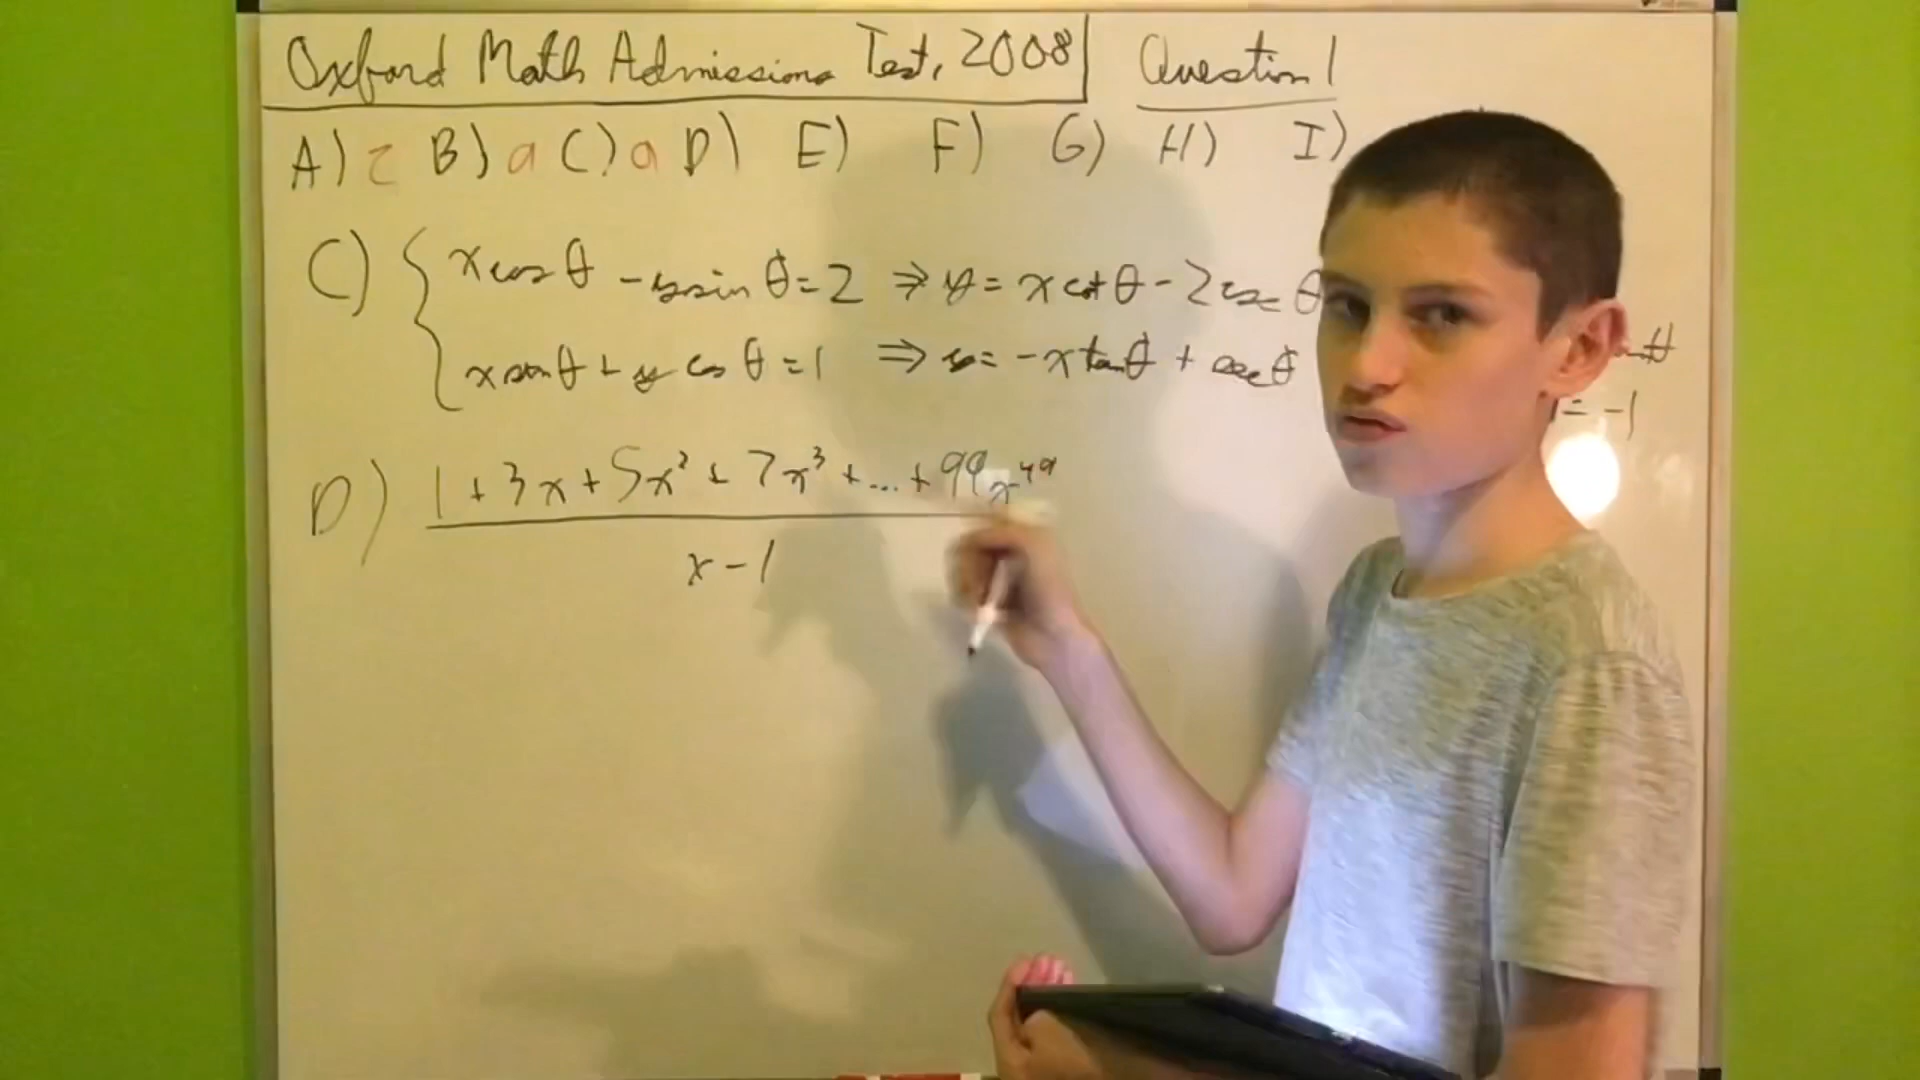 Oxford Math Admissions Test, 2008 Question 1
A) c B) a C) a D) E) F) G) H) I)
C) { x cos θ - y sin θ = 2 ⇒ y = x cot θ - 2 csc θ
x sin θ + y cos θ = 1 ⇒ y = -x tan θ + sec θ
= -1
D) 1 + 3x + 5x² + 7x³ + ... + 99x⁴⁹
x - 1